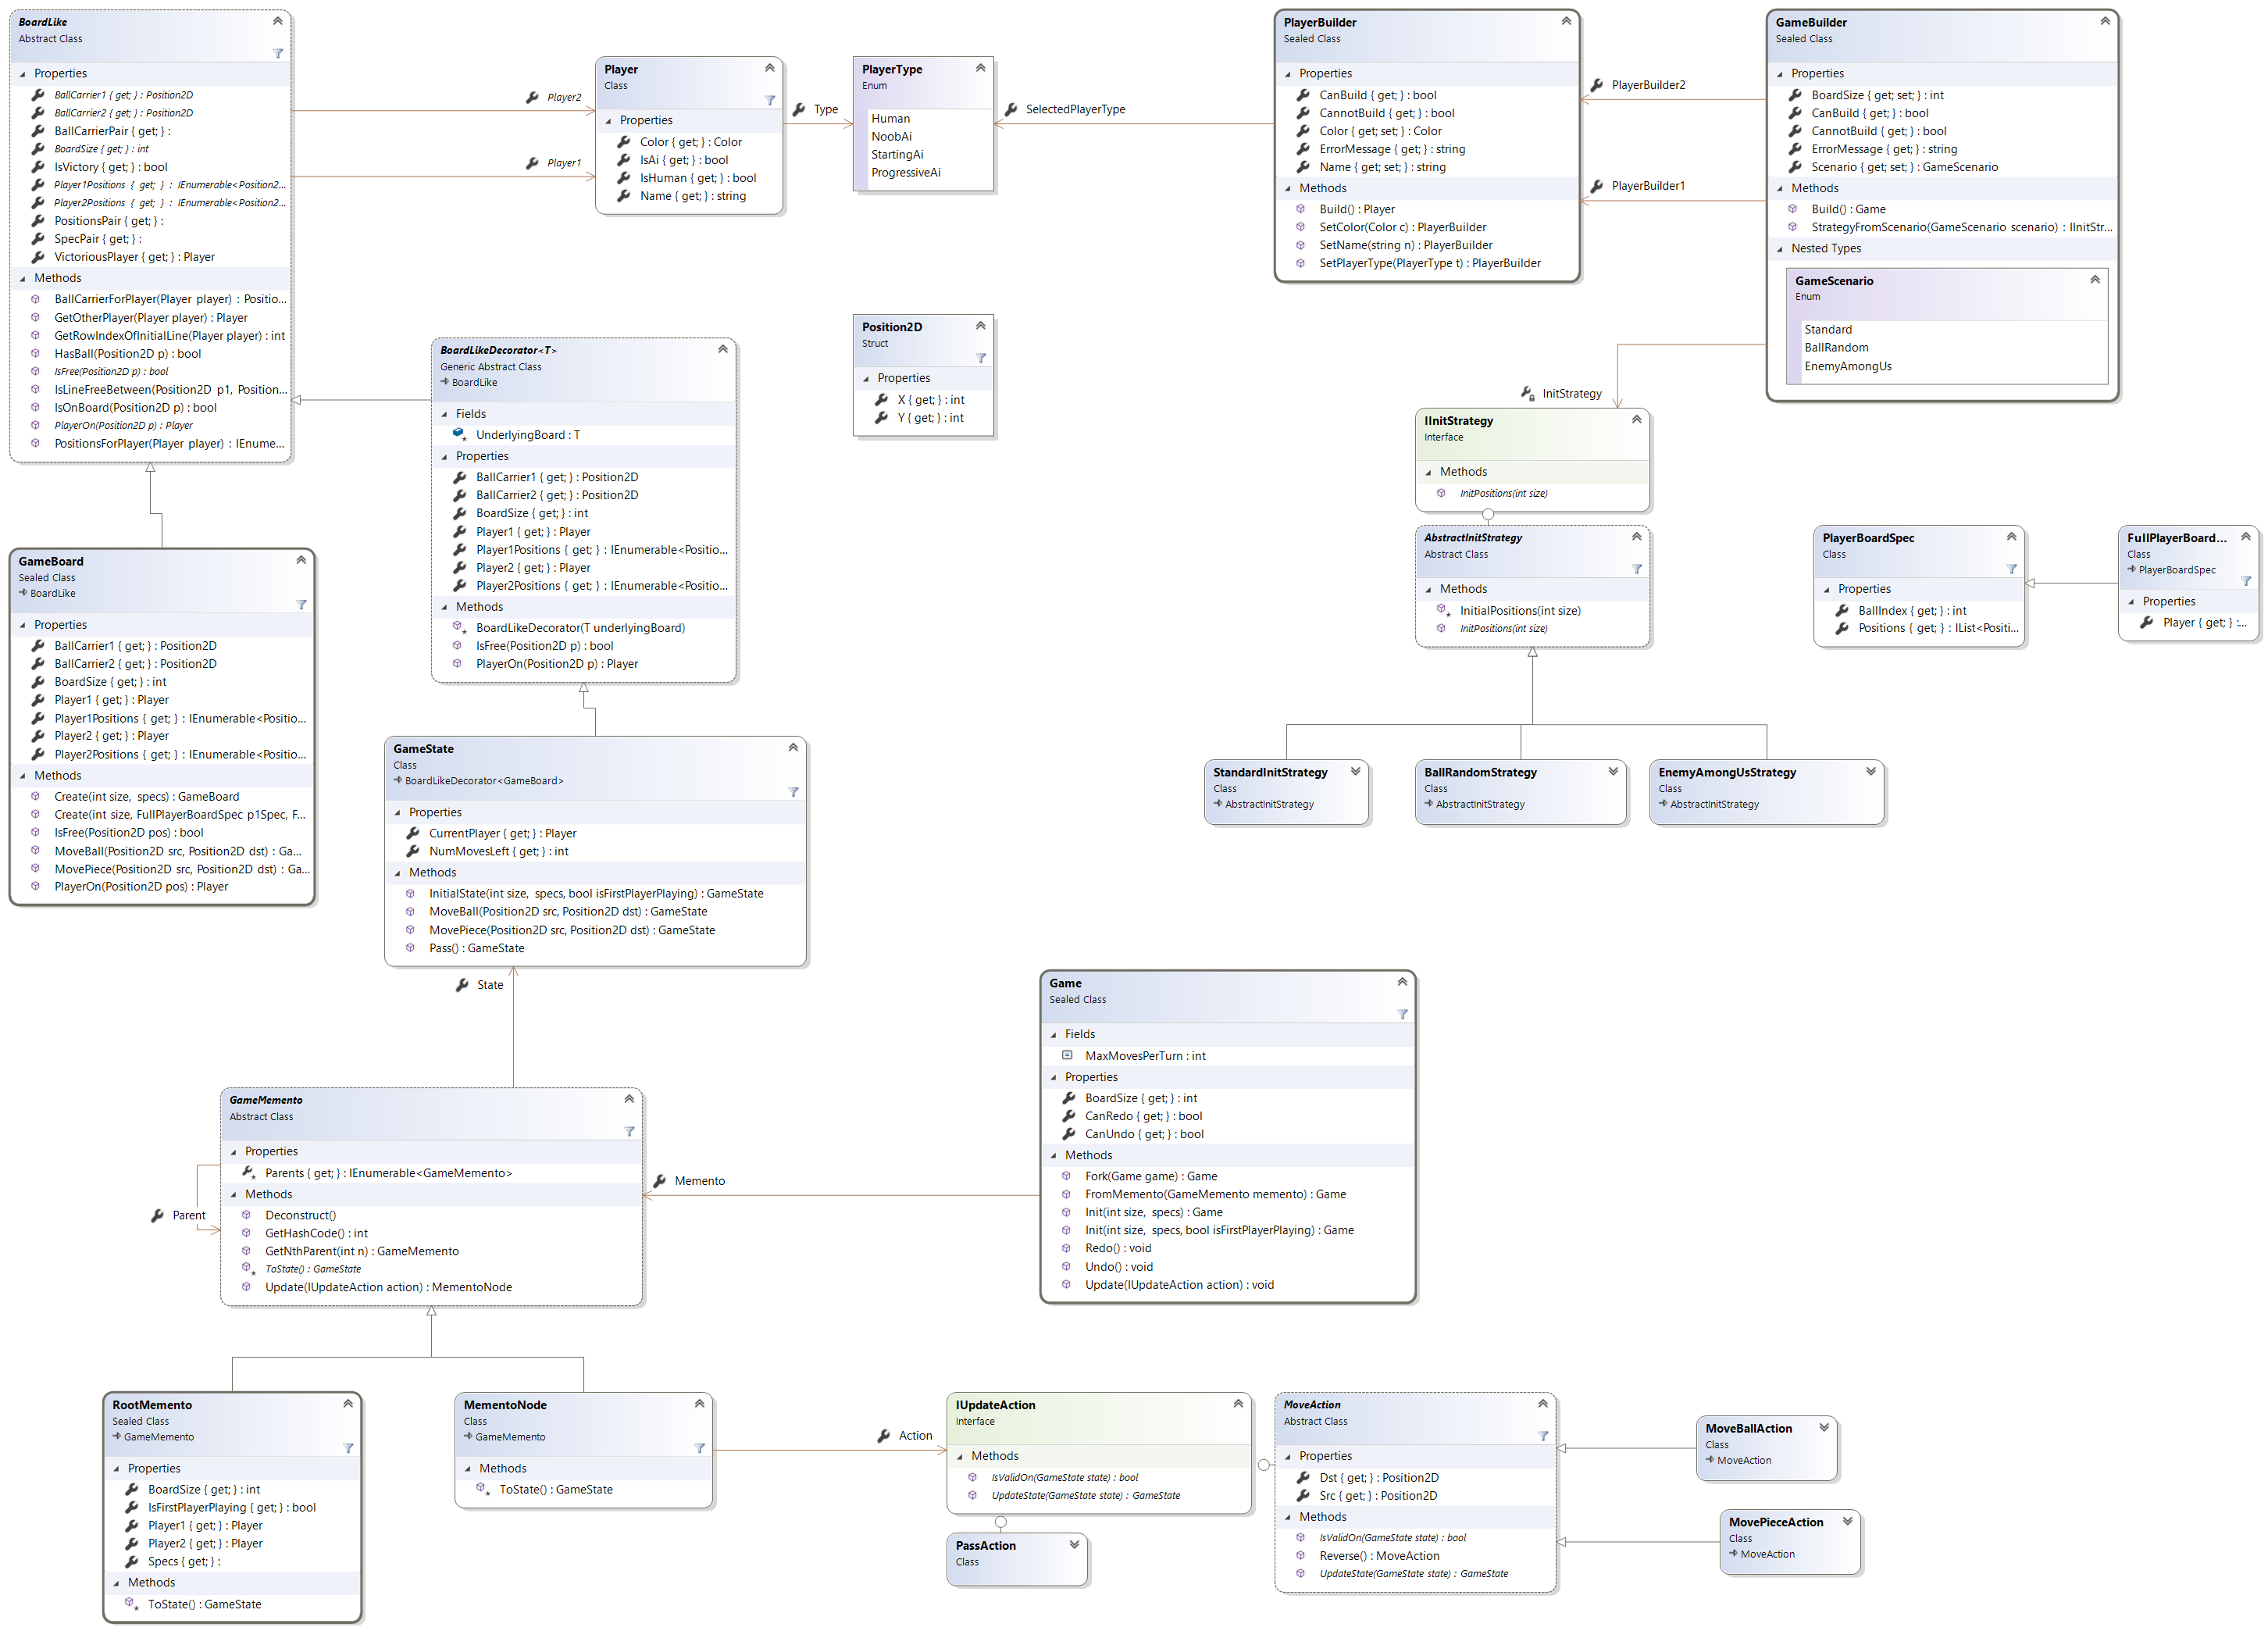 BoardLike
Abstract Class
Properties
BallCarrier1 { get; } : Position2D
BallCarrier2 { get; } : Position2D
BallCarrierPair { get; } :
BoardSize { get; } : int
IsVictory { get; } : bool
Player1Positions { get; } : IEnumerable<Position2...
Player2Positions { get; } : IEnumerable<Position2...
PositionsPair { get; } :
SpecPair { get; } :
VictoriousPlayer { get; } : Player
Methods
BallCarrierForPlayer(Player player) : Positio...
GetOtherPlayer(Player player) : Player
GetRowIndexOfInitialLine(Player player) : int
HasBall(Position2D p) : bool
IsFree(Position2D p) : bool
IsLineFreeBetween(Position2D p1, Position...
IsOnBoard(Position2D p) : bool
PlayerOn(Position2D p) : Player
PositionsForPlayer(Player player) : IEnume...
Player2
Player1
Player
Class
Properties
Color { get; } : Color
IsAi { get; } : bool
IsHuman { get; } : bool
Name { get; } : string
Type
PlayerType
Enum
Human
NoobAi
StartingAi
ProgressiveAi
SelectedPlayerType
PlayerBuilder
Sealed Class
Properties
CanBuild { get; } : bool
CannotBuild { get; } : bool
Color { get; set; } : Color
ErrorMessage { get; } : string
Name { get; set; } : string
Methods
Build() : Player
SetColor(Color c) : PlayerBuilder
SetName(string n) : PlayerBuilder
SetPlayerType(PlayerType t) : PlayerBuilder
PlayerBuilder2
PlayerBuilder1
GameBuilder
Sealed Class
Properties
BoardSize { get; set; } : int
CanBuild { get; } : bool
CannotBuild { get; } : bool
ErrorMessage { get; } : string
Scenario { get; set; } : GameScenario
Methods
Build() : Game
StrategyFromScenario(GameScenario scenario) : IInitStr...
Nested Types
GameScenario
Enum
Standard
BallRandom
EnemyAmongUs
Position2D
Struct
Properties
X { get; } : int
Y { get; } : int
BoardLikeDecorator<T>
Generic Abstract Class
BoardLike
Fields
UnderlyingBoard : T
Properties
BallCarrier1 { get; } : Position2D
BallCarrier2 { get; } : Position2D
BoardSize { get; } : int
Player1 { get; } : Player
Player1Positions { get; } : IEnumerable<Positio...
Player2 { get; } : Player
Player2Positions { get; } : IEnumerable<Positio...
Methods
BoardLikeDecorator(T underlyingBoard)
IsFree(Position2D p) : bool
PlayerOn(Position2D p) : Player
InitStrategy
IInitStrategy
Interface
Methods
InitPositions(int size)
AbstractInitStrategy
Abstract Class
Methods
InitialPositions(int size)
InitPositions(int size)
PlayerBoardSpec
Class
Properties
BallIndex { get; } : int
Positions { get; } : IList<Positi...
FullPlayerBoard...
Class
PlayerBoardSpec
Properties
Player { get; } :...
GameBoard
Sealed Class
BoardLike
Properties
BallCarrier1 { get; } : Position2D
BallCarrier2 { get; } : Position2D
BoardSize { get; } : int
Player1 { get; } : Player
Player1Positions { get; } : IEnumerable<Positio...
Player2 { get; } : Player
Player2Positions { get; } : IEnumerable<Positio...
Methods
Create(int size, specs) : GameBoard
Create(int size, FullPlayerBoardSpec p1Spec, F...
IsFree(Position2D pos) : bool
MoveBall(Position2D src, Position2D dst) : Ga...
MovePiece(Position2D src, Position2D dst) : Ga...
PlayerOn(Position2D pos) : Player
GameState
Class
BoardLikeDecorator<GameBoard>
Properties
CurrentPlayer { get; } : Player
NumMovesLeft { get; } : int
Methods
InitialState(int size, specs, bool isFirstPlayerPlaying) : GameState
MoveBall(Position2D src, Position2D dst) : GameState
MovePiece(Position2D src, Position2D dst) : GameState
Pass() : GameState
StandardInitStrategy
Class
AbstractInitStrategy
BallRandomStrategy
Class
AbstractInitStrategy
EnemyAmongUsStrategy
Class
AbstractInitStrategy
State
Game
Sealed Class
Fields
MaxMovesPerTurn : int
Properties
BoardSize { get; } : int
CanRedo { get; } : bool
CanUndo { get; } : bool
Methods
Fork(Game game) : Game
FromMemento(GameMemento memento) : Game
Init(int size, specs) : Game
Init(int size, specs, bool isFirstPlayerPlaying) : Game
Redo() : void
Undo() : void
Update(IUpdateAction action) : void
GameMemento
Abstract Class
Properties
Parents { get; } : IEnumerable<GameMemento>
Methods
Deconstruct()
GetHashCode() : int
GetNthParent(int n) : GameMemento
ToState() : GameState
Update(IUpdateAction action) : MementoNode
Parent
Memento
RootMemento
Sealed Class
GameMemento
Properties
BoardSize { get; } : int
IsFirstPlayerPlaying { get; } : bool
Player1 { get; } : Player
Player2 { get; } : Player
Specs { get; } :
Methods
ToState() : GameState
MementoNode
Class
GameMemento
Methods
ToState() : GameState
Action
IUpdateAction
Interface
Methods
IsValidOn(GameState state) : bool
UpdateState(GameState state) : GameState
PassAction
Class
MoveAction
Abstract Class
Properties
Dst { get; } : Position2D
Src { get; } : Position2D
Methods
IsValidOn(GameState state) : bool
Reverse() : MoveAction
UpdateState(GameState state) : GameState
MoveBallAction
Class
MoveAction
MovePieceAction
Class
MoveAction